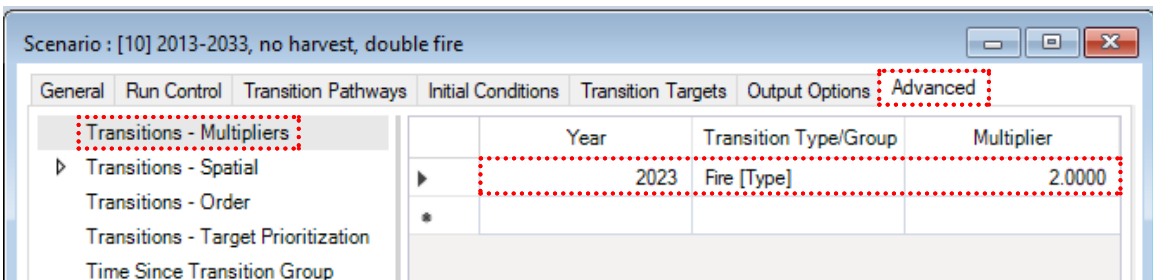 Scenario : [10] 2013-2033, no harvest, double fire
General Run Control Transition Pathways Initial Conditions Transition Targets Output Options Advanced
Transitions - Multipliers
Transitions - Spatial
Transitions - Order
Transitions - Target Prioritization
Time Since Transition Group
Year Transition Type/Group Multiplier
2023 Fire [Type] 2.0000